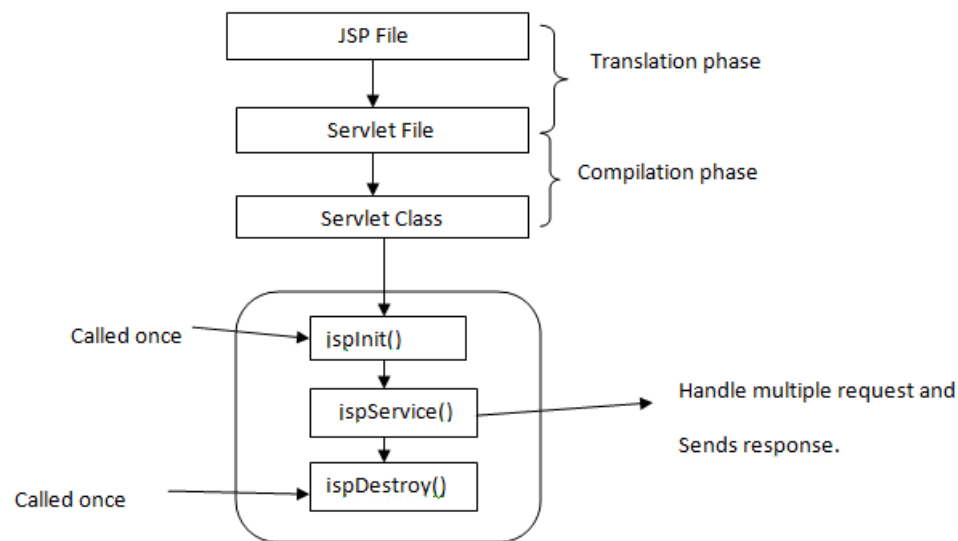 JSP File
Translation phase
Servlet File
Compilation phase
Servlet Class
Called once
jspInit()
jspService()
Handle multiple request and
Sends response.
Called once
jspDestroy()